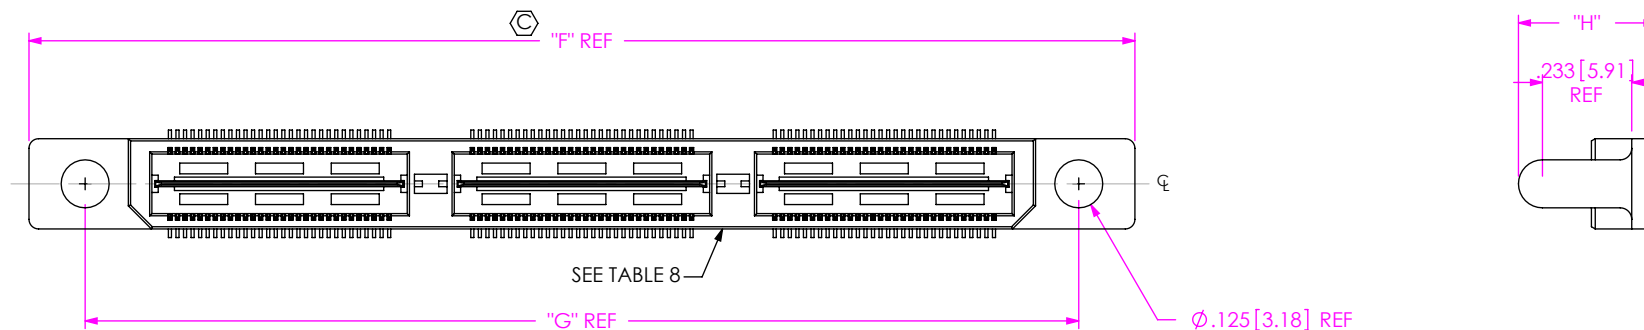 C
"F" REF
"H"
.233 [5.91]
REF
℄
SEE TABLE 8
"G" REF
Ø.125 [3.18] REF